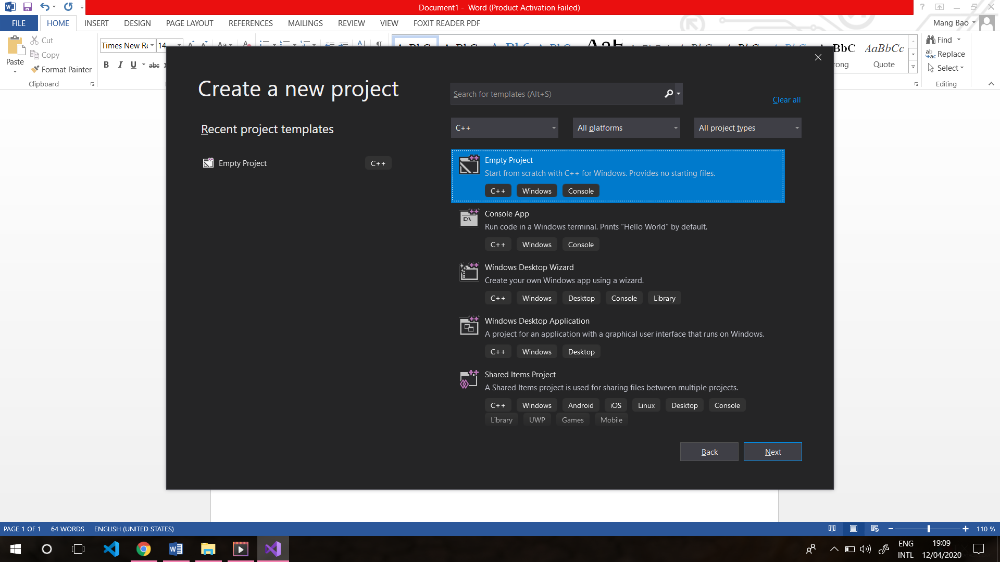 Document1 - Word (Product Activation Failed)
FILE HOME INSERT DESIGN PAGE LAYOUT REFERENCES MAILINGS REVIEW VIEW FOXIT READER PDF
Mang Bao
Paste
Cut
Copy
Format Painter
Clipboard
Times New Ro 14
B I U abc
Quote
AaBbCc
Find
Replace
Select
Editing
Create a new project
Search for templates (Alt+S)
Clear all
Recent project templates
C++ All platforms All project types
Empty Project C++
Empty Project
Start from scratch with C++ for Windows. Provides no starting files.
C++ Windows Console
Console App
Run code in a Windows terminal. Prints “Hello World” by default.
C++ Windows Console
Windows Desktop Wizard
Create your own Windows app using a wizard.
C++ Windows Desktop Console Library
Windows Desktop Application
A project for an application with a graphical user interface that runs on Windows.
C++ Windows Desktop
Shared Items Project
A Shared Items project is used for sharing files between multiple projects.
C++ Windows Android iOS Linux Desktop Console
Library UWP Games Mobile
Back Next
PAGE 1 OF 1 64 WORDS ENGLISH (UNITED STATES)
110 %
ENG
INTL
19:09
12/04/2020